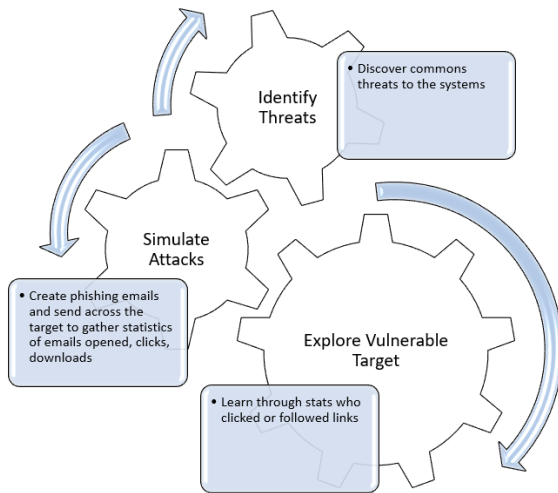 Identify
Threats
• Discover commons
threats to the systems
Simulate
Attacks
• Create phishing emails
and send across the
target to gather statistics
of emails opened, clicks,
downloads
Explore Vulnerable
Target
• Learn through stats who
clicked or followed links